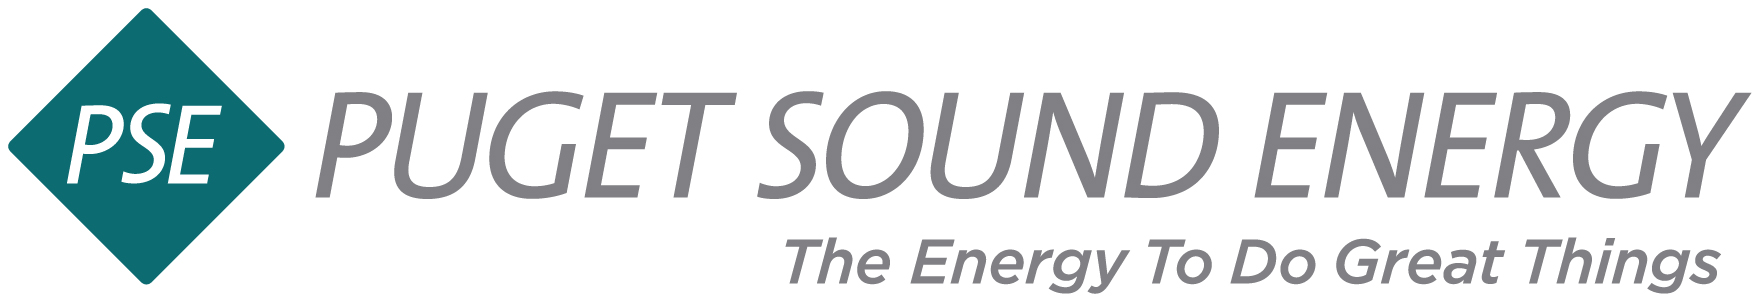 PSE
PUGET SOUND ENERGY
The Energy To Do Great Things